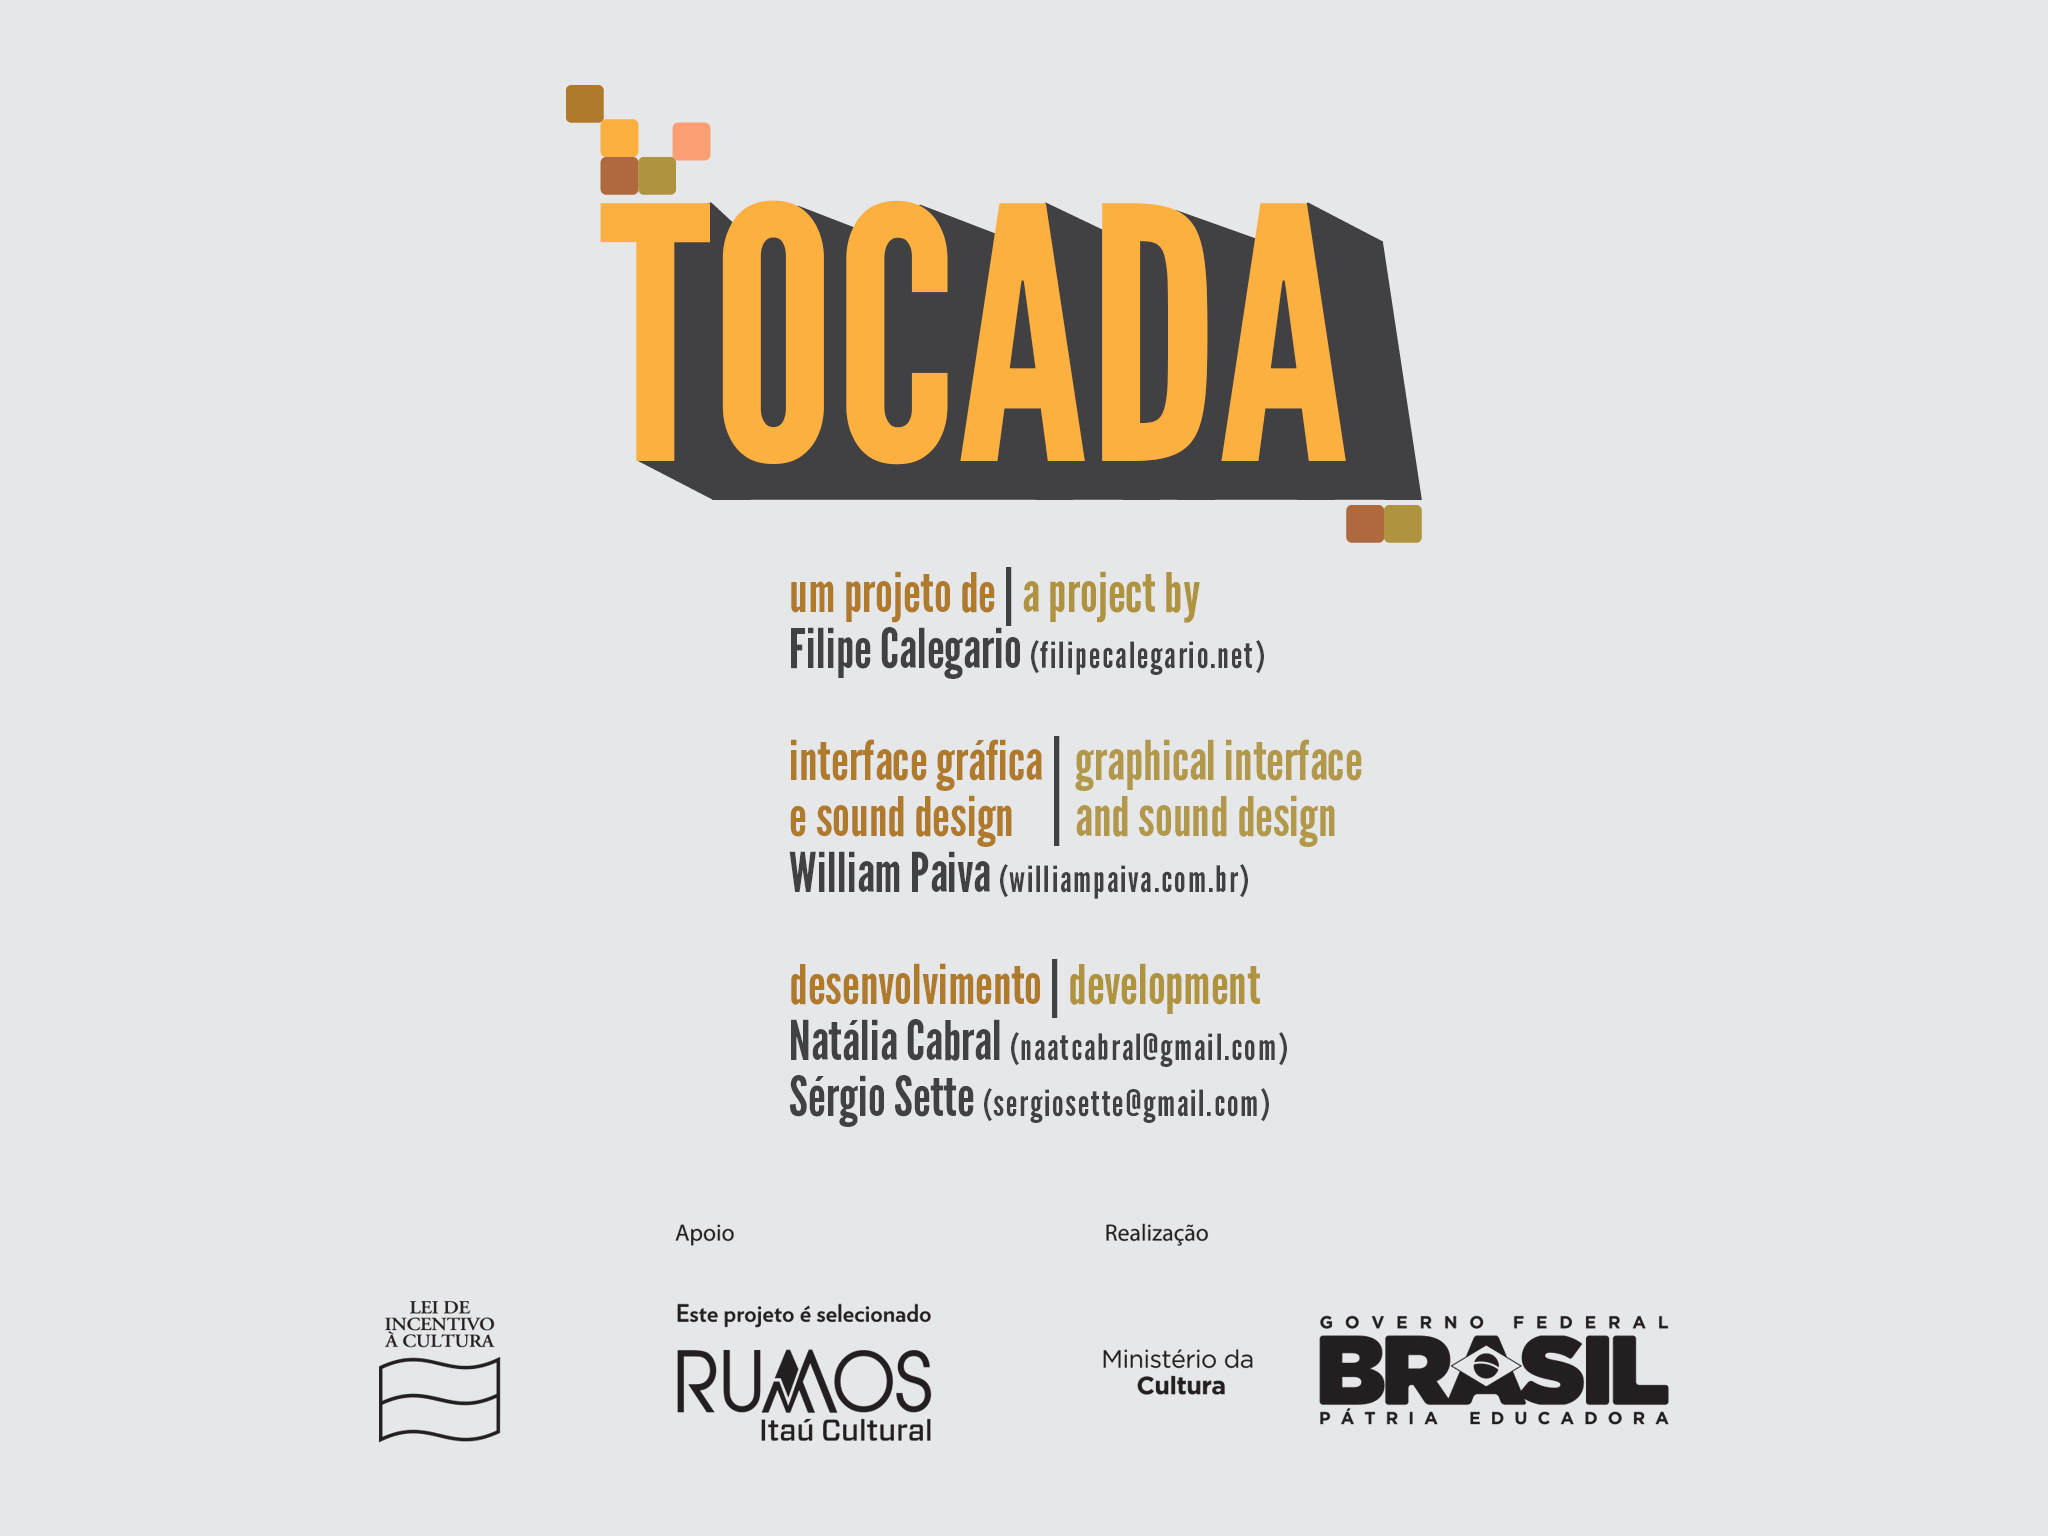 TOCADA
um projeto de | a project by
Filipe Calegario (filipecalegario.net)
interface gráfica | graphical interface
e sound design | and sound design
William Paiva (williampaiva.com.br)
desenvolvimento | development
Natália Cabral (naatcabral@gmail.com)
Sérgio Sette (sergiosette@gmail.com)
Apoio
Realização
LEI DE
INCENTIVO
À CULTURA
Este projeto é selecionado
RUMOS
Itaú Cultural
Ministério da
Cultura
GOVERNO FEDERAL
BRASIL
PÁTRIA EDUCADORA